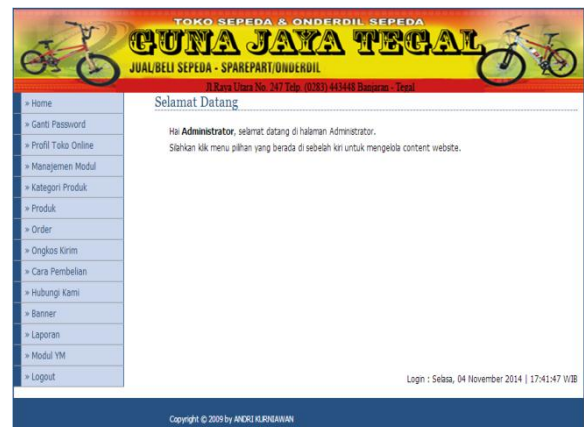 TOKO SEPEDA & ONDERDIL SEPEDA
GUNA JAYA TEGAL
JUAL/BELI SEPEDA - SPAREPART/ONDERDIL
Jl.Raya Utara No. 247 Telp. (0283) 443448 Banjaran - Tegal
» Home
» Ganti Password
» Profil Toko Online
» Manajemen Modul
» Kategori Produk
» Produk
» Order
» Ongkos Kirim
» Cara Pembelian
» Hubungi Kami
» Banner
» Laporan
» Modul YM
» Logout
Selamat Datang
Hai Administrator, selamat datang di halaman Administrator.
Silahkan klik menu pilihan yang berada di sebelah kiri untuk mengelola content website.
Login : Selasa, 04 November 2014 | 17:41:47 WIB
Copyright © 2009 by ANDRI KURNIAWAN